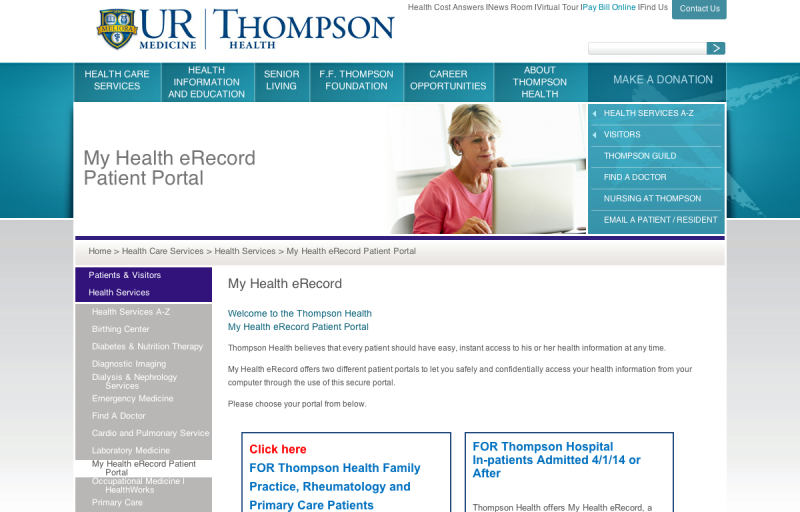 Health Cost Answers | News Room | Virtual Tour | Pay Bill Online | Find Us
Contact Us
MELIORA
UR MEDICINE | THOMPSON HEALTH
HEALTH CARE SERVICES
HEALTH INFORMATION AND EDUCATION
SENIOR LIVING
F.F. THOMPSON FOUNDATION
CAREER OPPORTUNITIES
ABOUT THOMPSON HEALTH
MAKE A DONATION
My Health eRecord
Patient Portal
HEALTH SERVICES A-Z
VISITORS
THOMPSON GUILD
FIND A DOCTOR
NURSING AT THOMPSON
EMAIL A PATIENT / RESIDENT
Home > Health Care Services > Health Services > My Health eRecord Patient Portal
Patients & Visitors
Health Services
Health Services A-Z
Birthing Center
Diabetes & Nutrition Therapy
Diagnostic Imaging
Dialysis & Nephrology
Services
Emergency Medicine
Find A Doctor
Cardio and Pulmonary Service
Laboratory Medicine
My Health eRecord Patient
Portal
Occupational Medicine |
HealthWorks
Primary Care
My Health eRecord
Welcome to the Thompson Health
My Health eRecord Patient Portal
Thompson Health believes that every patient should have easy, instant access to his or her health information at any time.
My Health eRecord offers two different patient portals to let you safely and confidentially access your health information from your
computer through the use of this secure portal.
Please choose your portal from below.
Click here
FOR Thompson Health Family
Practice, Rheumatology and
Primary Care Patients
FOR Thompson Hospital
In-patients Admitted 4/1/14 or
After
Thompson Health offers My Health eRecord, a